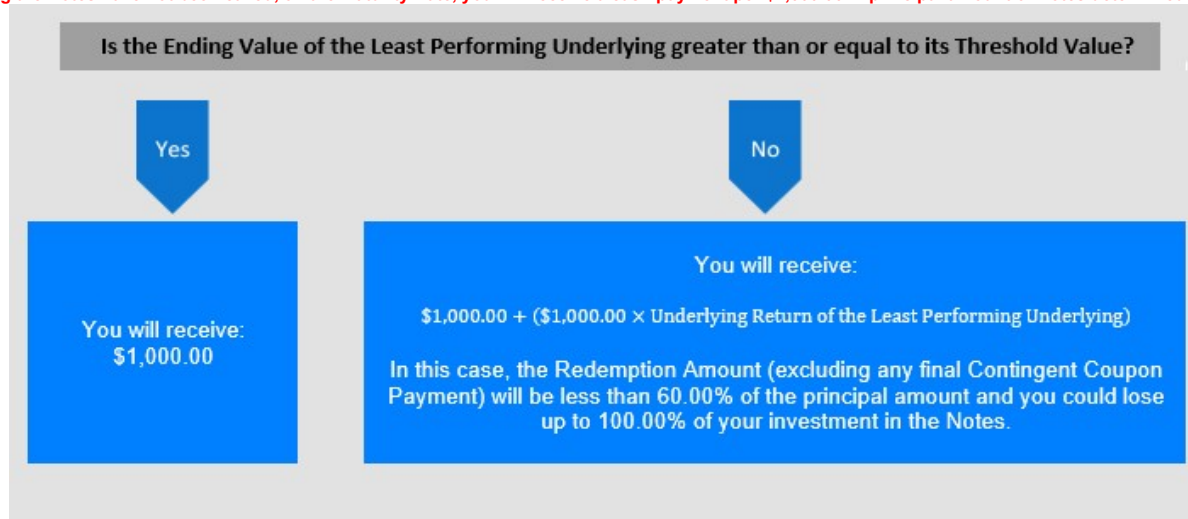 Is the Ending Value of the Least Performing Underlying greater than or equal to its Threshold Value?
Yes
No
You will receive:
$1,000.00
You will receive:
$1,000.00 + ($1,000.00 × Underlying Return of the Least Performing Underlying)
In this case, the Redemption Amount (excluding any final Contingent Coupon
Payment) will be less than 60.00% of the principal amount and you could lose
up to 100.00% of your investment in the Notes.